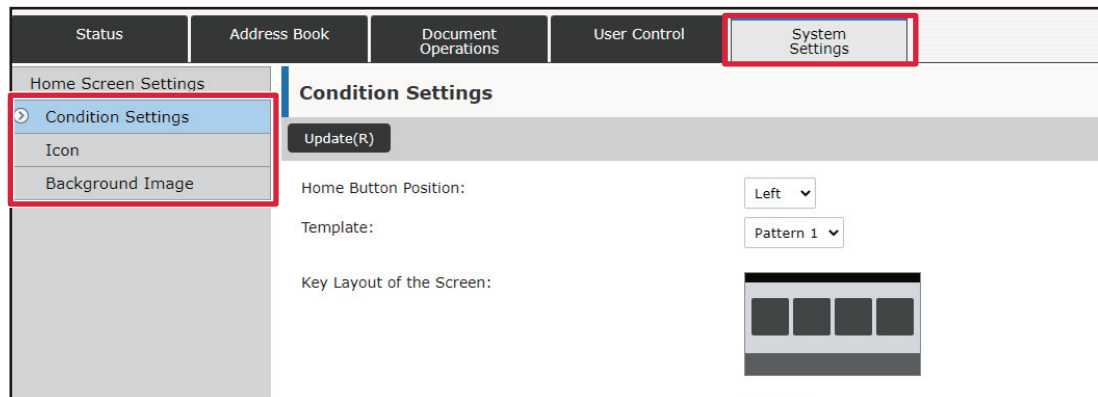 Status
Address Book
Document
Operations
User Control
System
Settings
Home Screen Settings
Condition Settings
Icon
Background Image
Condition Settings
Update(R)
Home Button Position:
Left
Template:
Pattern 1
Key Layout of the Screen: